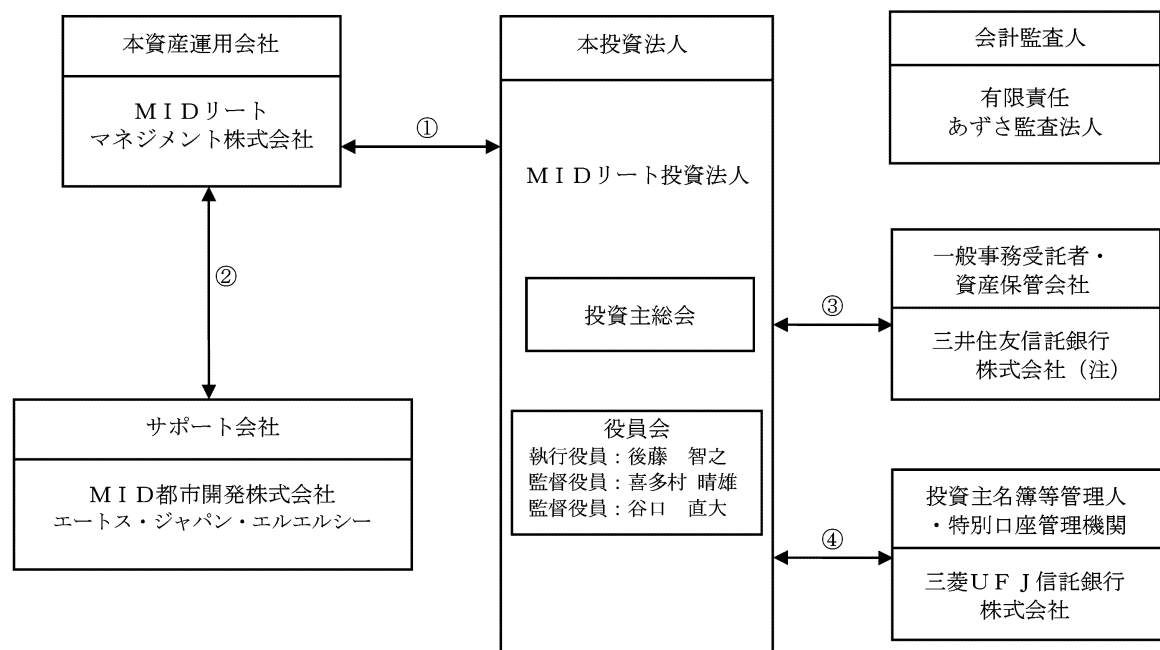 本資産運用会社
ＭＩＤリート
マネジメント株式会社
①
②
サポート会社
ＭＩＤ都市開発株式会社
エートス・ジャパン・エルエルシー
本投資法人
ＭＩＤリート投資法人
投資主総会
役員会
執行役員：後藤　智之
監督役員：喜多村 晴雄
監督役員：谷口　直大
会計監査人
有限責任
あずさ監査法人
③
一般事務受託者・
資産保管会社
三井住友信託銀行
株式会社（注）
④
投資主名簿等管理人
・特別口座管理機関
三菱ＵＦＪ信託銀行
株式会社